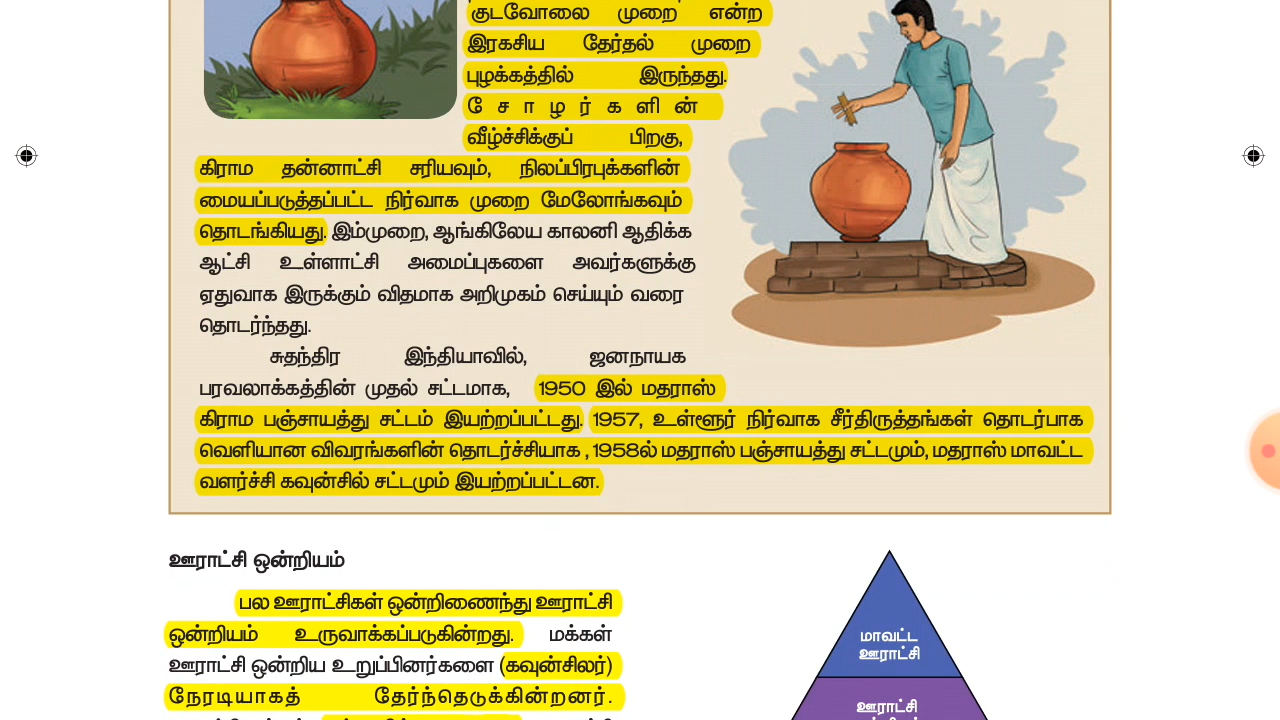 குடவோலை முறை என்ற
இரகசிய தேர்தல் முறை
புழக்கத்தில் இருந்தது.
சோழர்களின்
வீழ்ச்சிக்குப் பிறகு,
கிராம தன்னாட்சி சரியவும், நிலப்பிரபுக்களின்
மையப்படுத்தப்பட்ட நிர்வாக முறை மேலோங்கவும்
தொடங்கியது. இம்முறை, ஆங்கிலேய காலனி ஆதிக்க
ஆட்சி உள்ளாட்சி அமைப்புகளை அவர்களுக்கு
ஏதுவாக இருக்கும் விதமாக அறிமுகம் செய்யும் வரை
தொடர்ந்தது.
சுதந்திர இந்தியாவில், ஜனநாயக
பரவலாக்கத்தின் முதல் சட்டமாக, 1950 இல் மதராஸ்
கிராம பஞ்சாயத்து சட்டம் இயற்றப்பட்டது. 1957, உள்ளூர் நிர்வாக சீர்திருத்தங்கள் தொடர்பாக
வெளியான விவரங்களின் தொடர்ச்சியாக , 1958ல் மதராஸ் பஞ்சாயத்து சட்டமும், மதராஸ் மாவட்ட
வளர்ச்சி கவுன்சில் சட்டமும் இயற்றப்பட்டன.
ஊராட்சி ஒன்றியம்
பல ஊராட்சிகள் ஒன்றிணைந்து ஊராட்சி
ஒன்றியம் உருவாக்கப்படுகின்றது. மக்கள்
ஊராட்சி ஒன்றிய உறுப்பினர்களை (கவுன்சிலர்)
நேரடியாகத் தேர்ந்தெடுக்கின்றனர்.
மாவட்ட
ஊராட்சி
ஊராட்சி